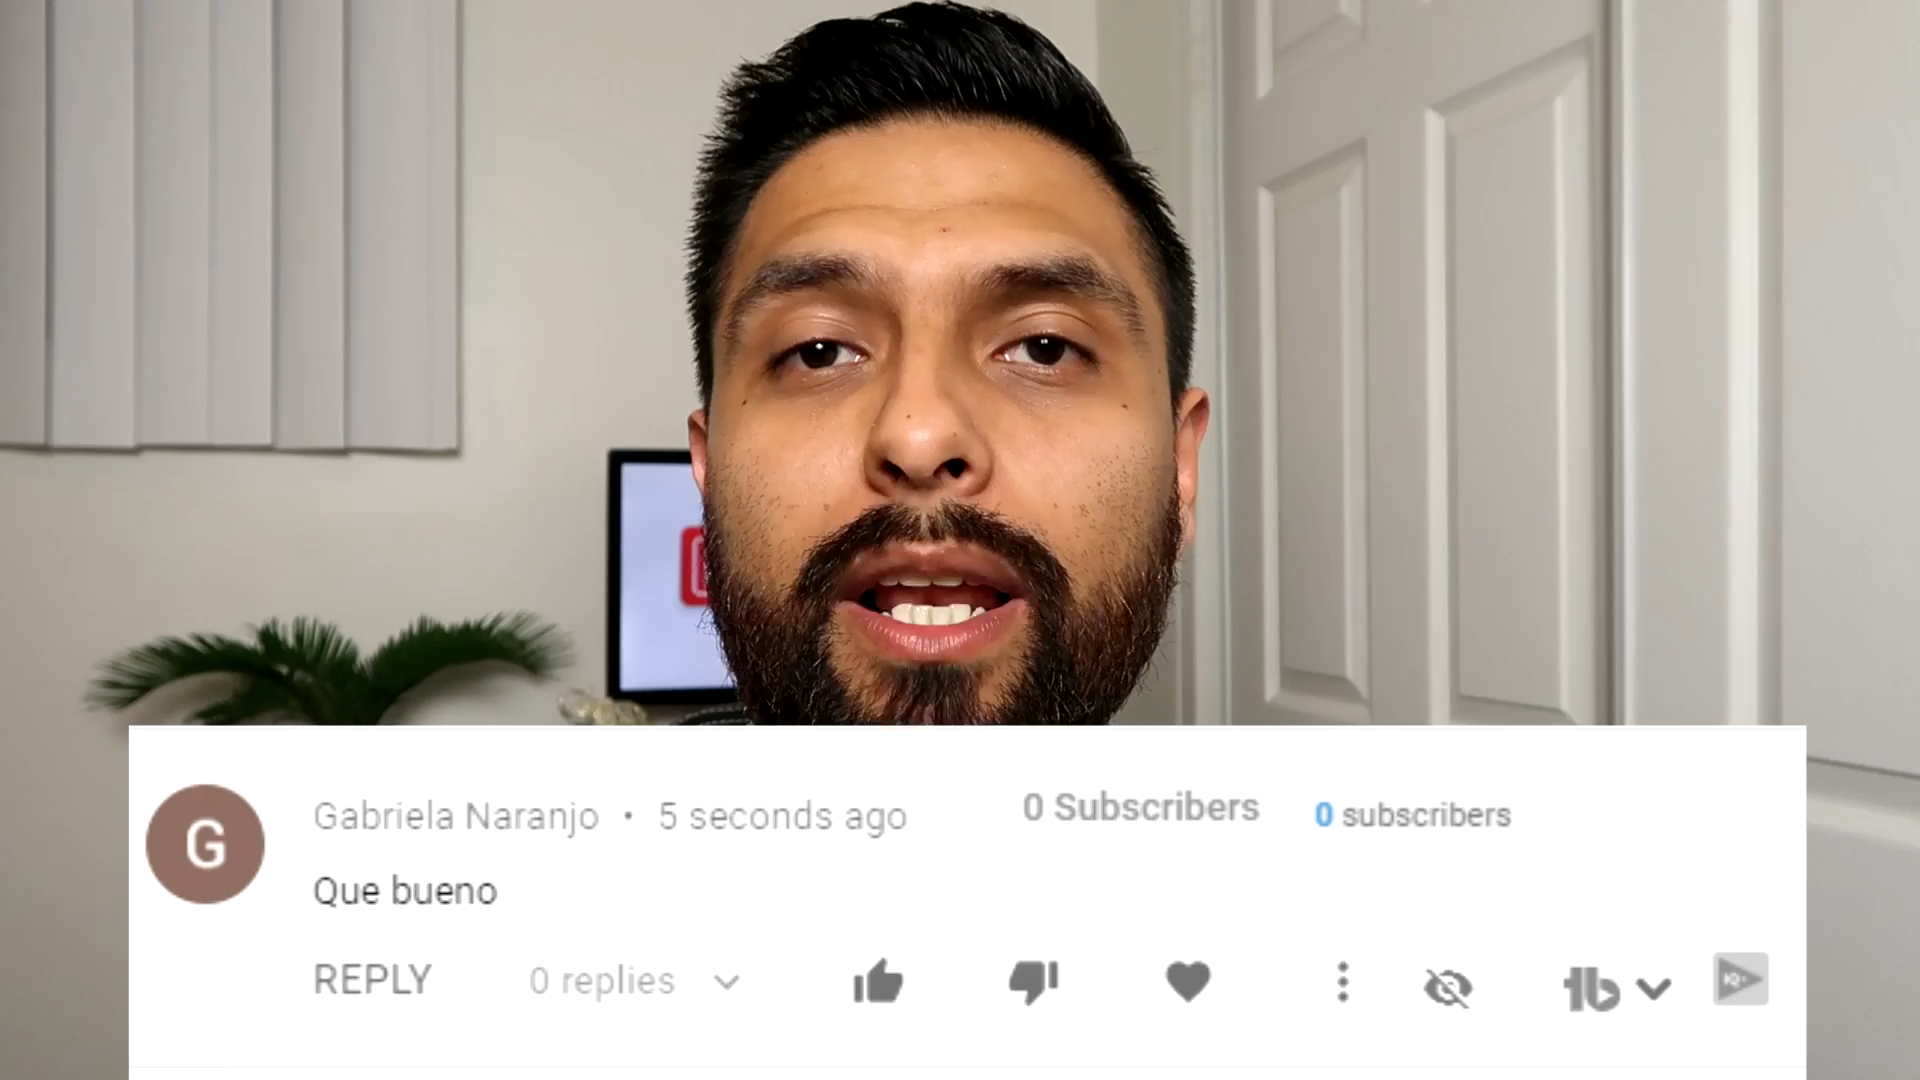 G
Gabriela Naranjo • 5 seconds ago 0 Subscribers 0 subscribers
Que bueno
REPLY 0 replies